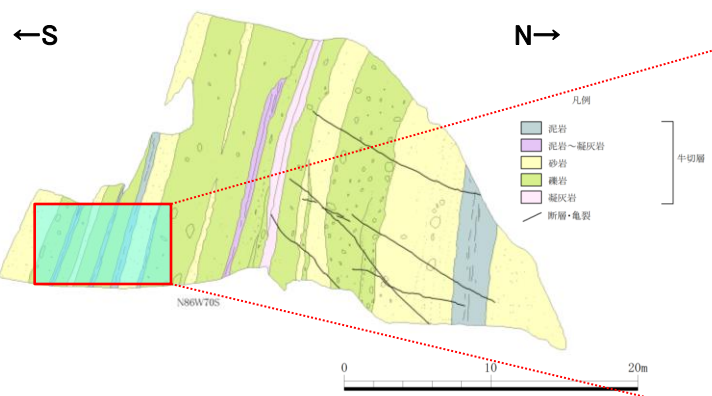 ←S
N→
凡例
泥岩
泥岩～凝灰岩
砂岩
礫岩
凝灰岩
断層・亀裂
牛切層
N86W70S
0
10
20m